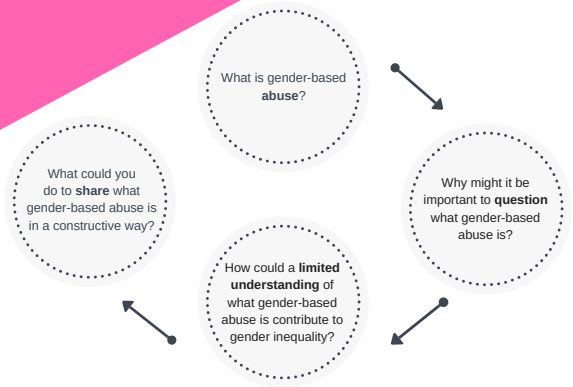 What is gender-based
abuse?
Why might it be
important to question
what gender-based
abuse is?
How could a limited
understanding of
what gender-based
abuse is contribute to
gender inequality?
What could you
do to share what
gender-based abuse is
in a constructive way?